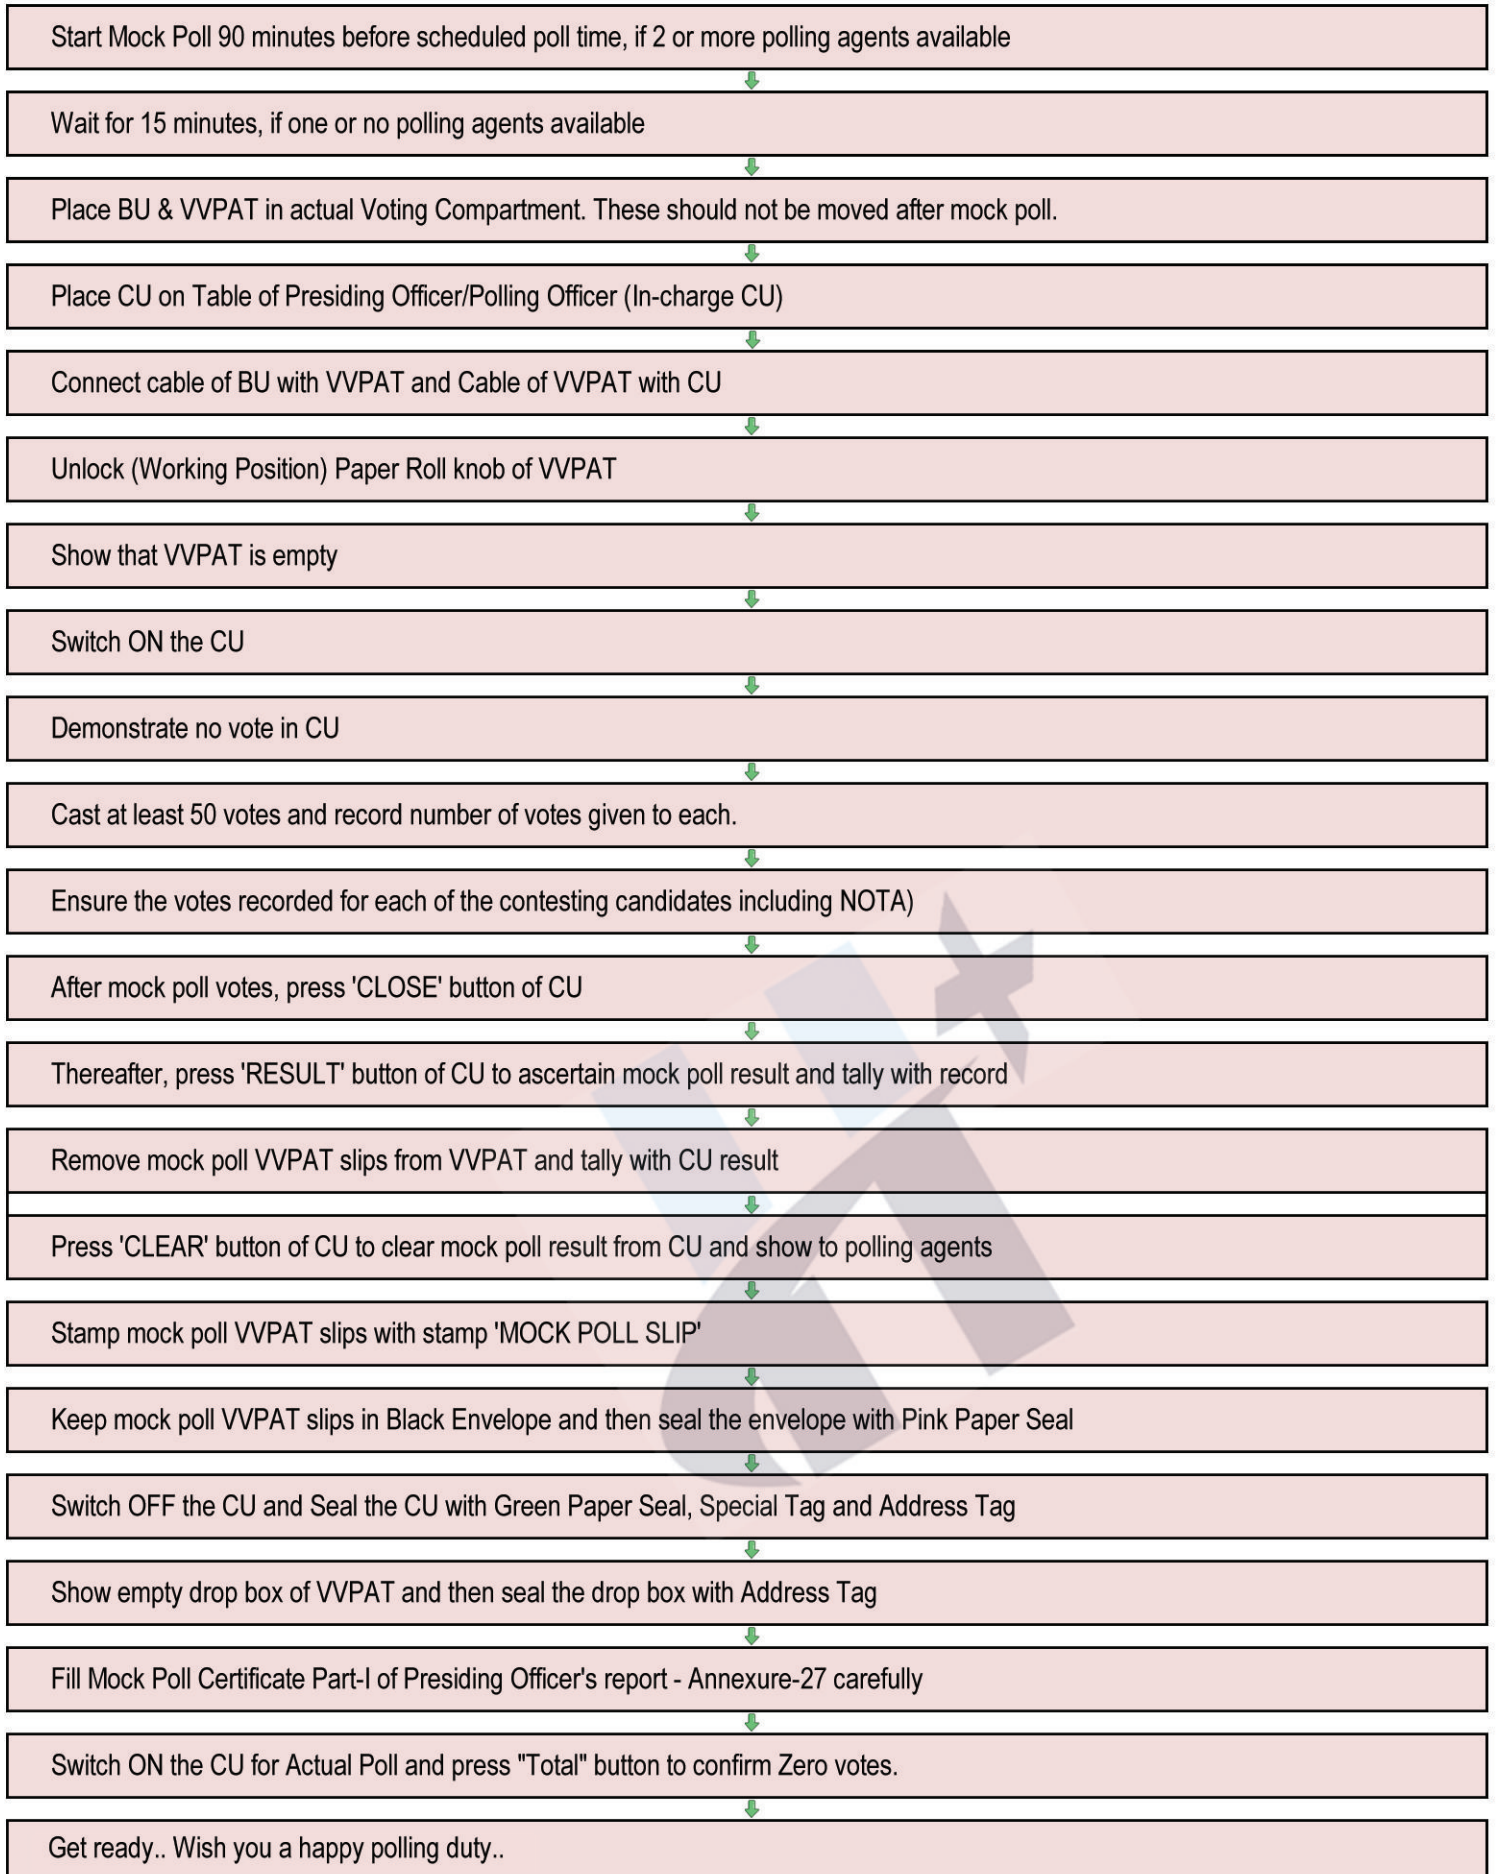 Start Mock Poll 90 minutes before scheduled poll time, if 2 or more polling agents available
Wait for 15 minutes, if one or no polling agents available
Place BU & VVPAT in actual Voting Compartment. These should not be moved after mock poll.
Place CU on Table of Presiding Officer/Polling Officer (In-charge CU)
Connect cable of BU with VVPAT and Cable of VVPAT with CU
Unlock (Working Position) Paper Roll knob of VVPAT
Show that VVPAT is empty
Switch ON the CU
Demonstrate no vote in CU
Cast at least 50 votes and record number of votes given to each.
Ensure the votes recorded for each of the contesting candidates including NOTA)
After mock poll votes, press 'CLOSE' button of CU
Thereafter, press 'RESULT' button of CU to ascertain mock poll result and tally with record
Remove mock poll VVPAT slips from VVPAT and tally with CU result
Press 'CLEAR' button of CU to clear mock poll result from CU and show to polling agents
Stamp mock poll VVPAT slips with stamp 'MOCK POLL SLIP'
Keep mock poll VVPAT slips in Black Envelope and then seal the envelope with Pink Paper Seal
Switch OFF the CU and Seal the CU with Green Paper Seal, Special Tag and Address Tag
Show empty drop box of VVPAT and then seal the drop box with Address Tag
Fill Mock Poll Certificate Part-I of Presiding Officer's report - Annexure-27 carefully
Switch ON the CU for Actual Poll and press "Total" button to confirm Zero votes.
Get ready.. Wish you a happy polling duty..